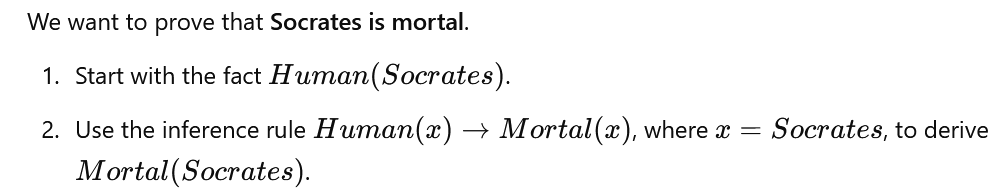 We want to prove that Socrates is mortal.
1. Start with the fact Human(Socrates).
2. Use the inference rule Human(x) → Mortal(x), where x = Socrates, to derive
Mortal(Socrates).